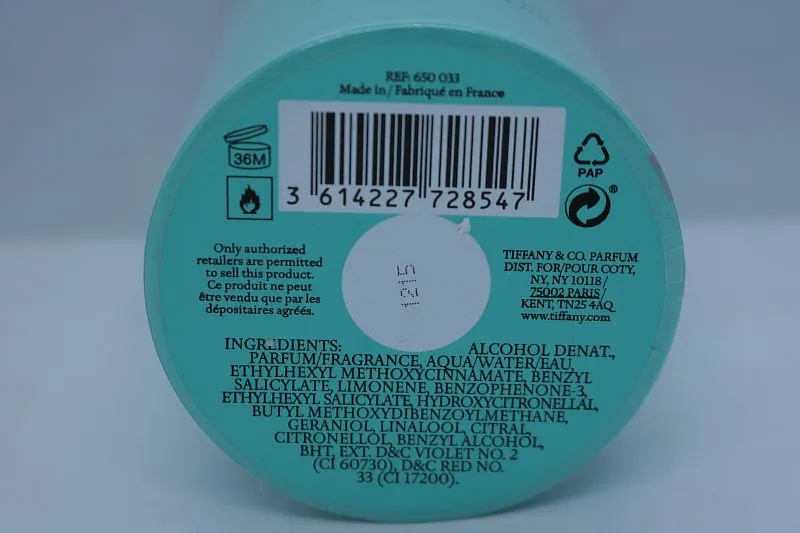 REF: 650 033
Made in/Fabriqué en France
36M
3 614227 728547
PAP
®
Only authorized
retailers are permitted
to sell this product.
Ce produit ne peut
être vendu que par les
dépositaires agréés.
TIFFANY & CO. PARFUM
DIST. FOR/POUR COTY,
NY, NY 10118/
75002 PARIS/
KENT, TN25 4AQ
www.tiffany.com
INGREDIENTS: ALCOHOL DENAT.,
PARFUM/FRAGRANCE, AQUA/WATER/EAU,
ETHYLHEXYL METHOXYCINNAMATE, BENZYL
SALICYLATE, LIMONENE, BENZOPHENONE-3,
ETHYLHEXYL SALICYLATE, HYDROXYCITRONELLAL,
BUTYL METHOXYDIBENZOYLMETHANE,
GERANIOL, LINALOOL, CITRAL,
CITRONELLOL, BENZYL ALCOHOL,
BHT, EXT. D&C VIOLET NO. 2
(CI 60730), D&C RED NO.
33 (CI 17200).